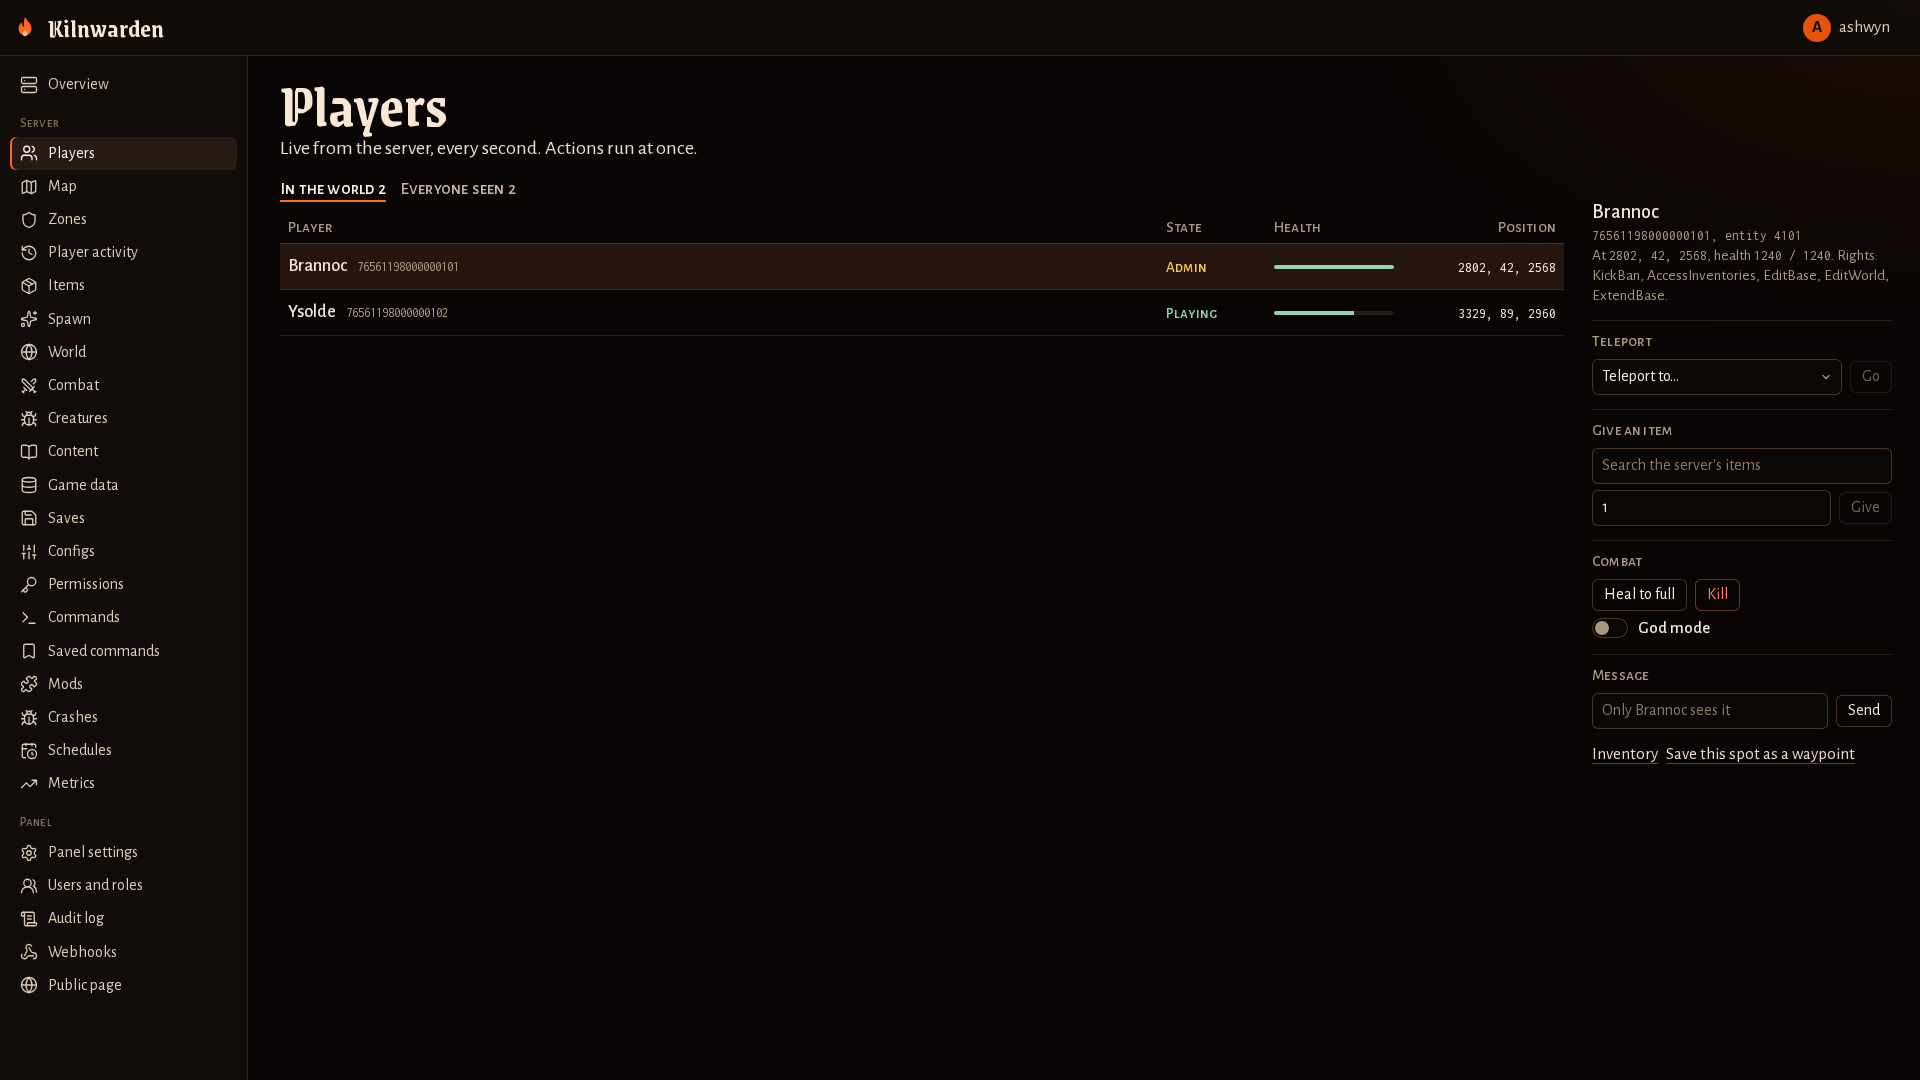 Kilnwarden
A ashwyn
Overview
Server
Players
Map
Zones
Player activity
Items
Spawn
World
Combat
Creatures
Content
Game data
Saves
Configs
Permissions
Commands
Saved commands
Mods
Crashes
Schedules
Metrics
Panel
Panel settings
Users and roles
Audit log
Webhooks
Public page
Players
Live from the server, every second. Actions run at once.
In the world 2 Everyone seen 2
Player State Health Position
Brannoc 76561198000000101 Admin 2802, 42, 2568
Ysolde 76561198000000102 Playing 3329, 89, 2960
Brannoc
76561198000000101, entity 4101
At 2802, 42, 2568, health 1240 / 1240. Rights:
KickBan, AccessInventories, EditBase, EditWorld,
ExtendBase.
Teleport
Teleport to... Go
Give an item
Search the server's items
1 Give
Combat
Heal to full Kill
God mode
Message
Only Brannoc sees it Send
Inventory Save this spot as a waypoint